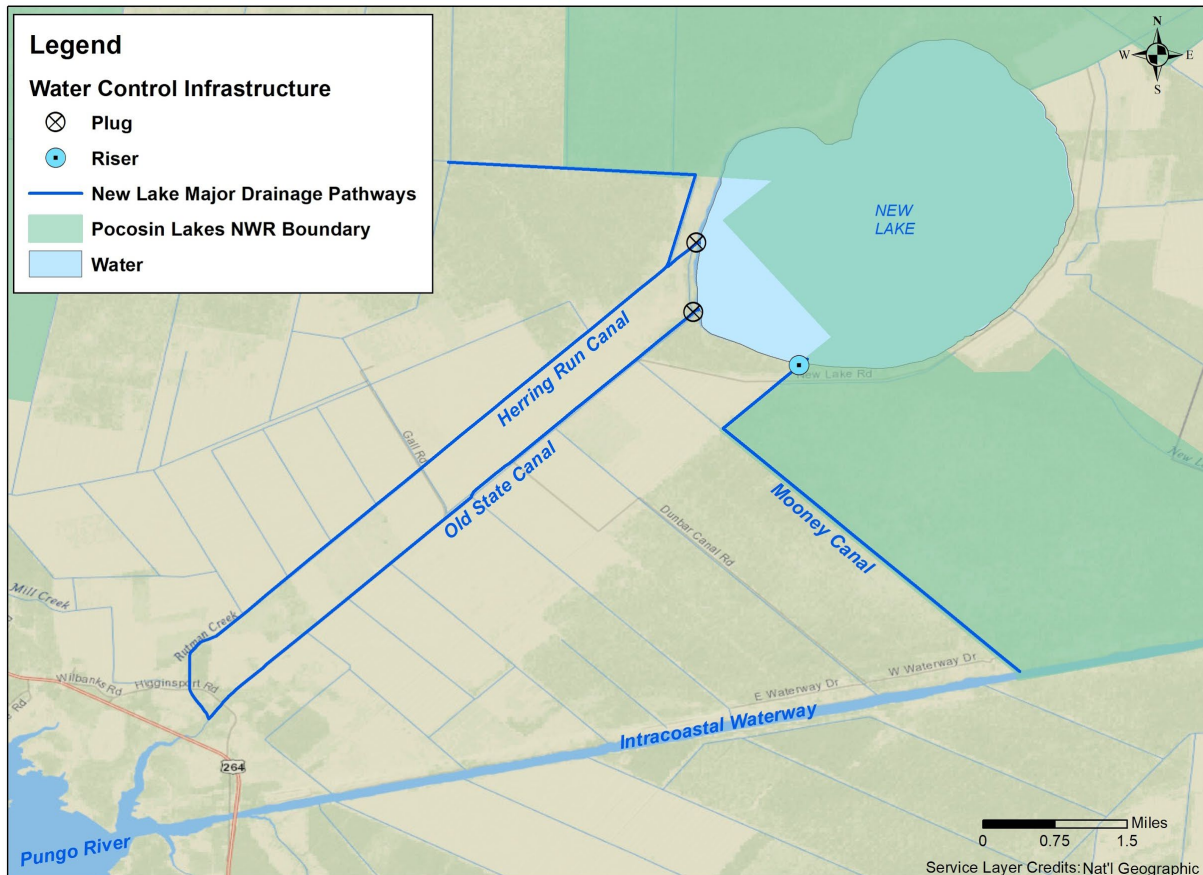 Legend
Water Control Infrastructure
Plug
Riser
New Lake Major Drainage Pathways
Pocosin Lakes NWR Boundary
Water
N
W
E
S
NEW
LAKE
New Lake Rd
Herring Run Canal
Gall Rd
Old State Canal
Dunbar Canal Rd
Mooney Canal
Mill Creek
Rutman Creek
Wilbanks Rd
Higginsport Rd
W Waterway Dr
E Waterway Dr
Intracoastal Waterway
264
Pungo River
Miles
0 0.75 1.5
Service Layer Credits: Nat'l Geographic